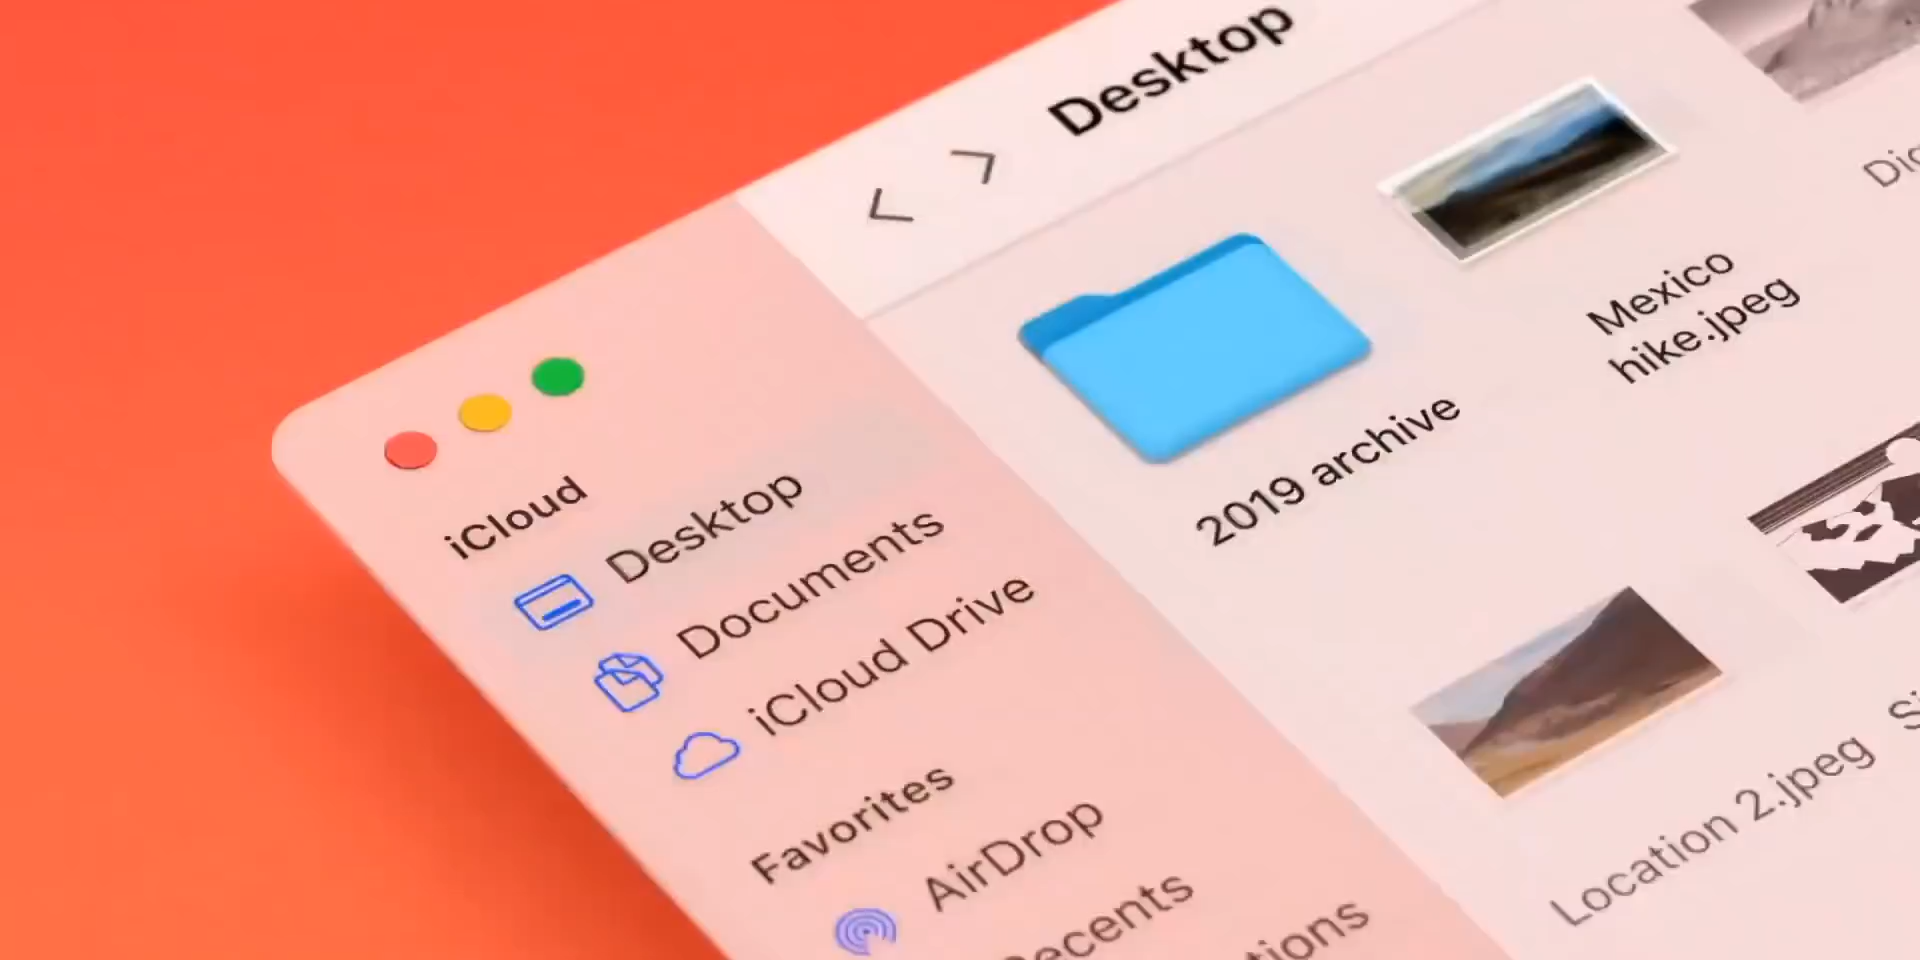 Desktop
iCloud
Desktop
Documents
iCloud Drive
Favorites
AirDrop
2019 archive
Mexico
hike.jpeg
Location 2.jpeg